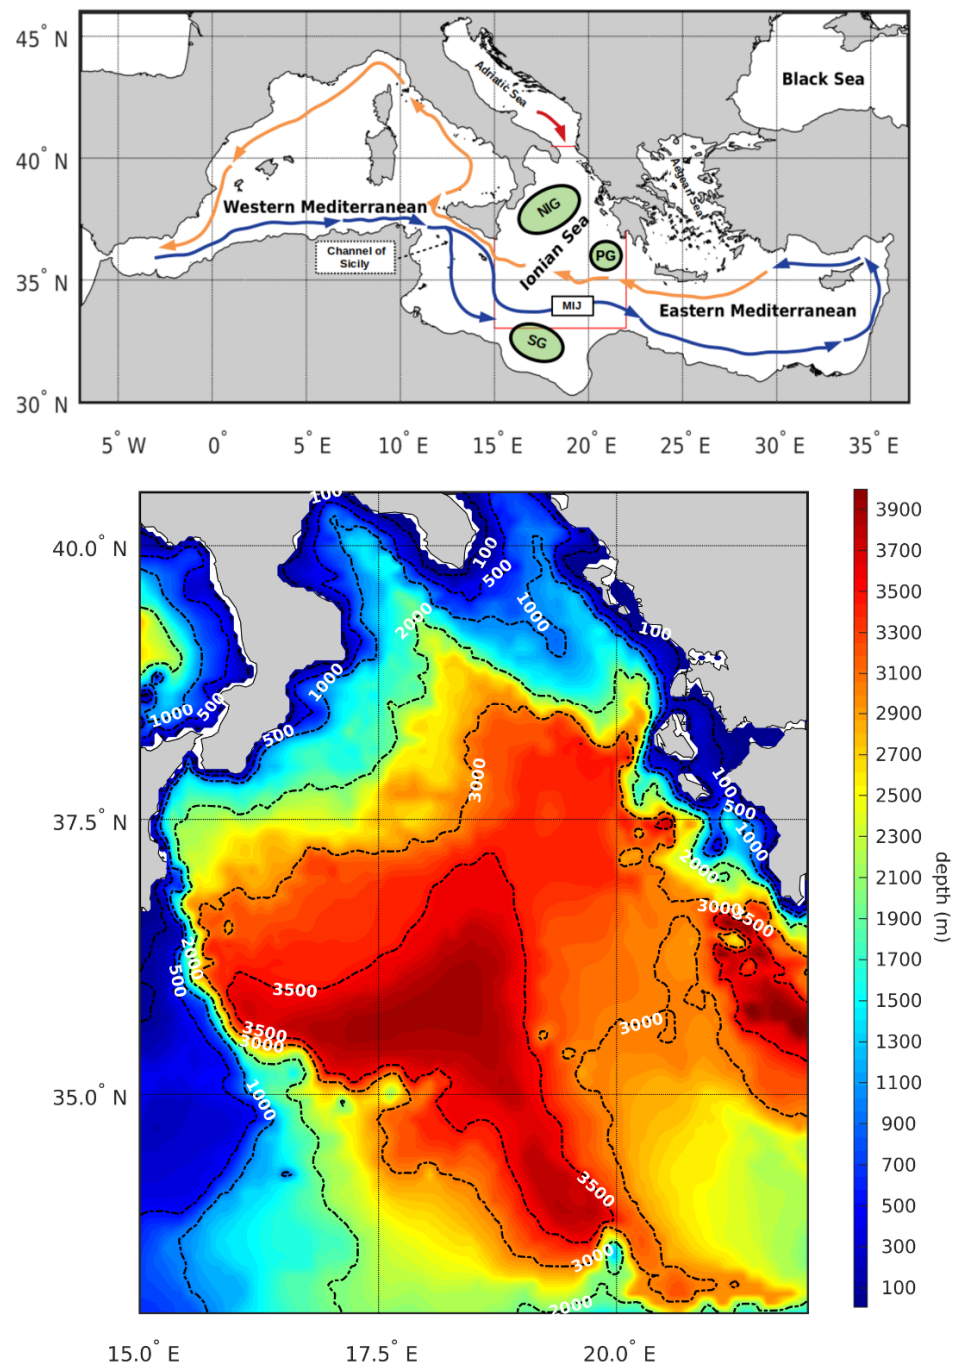 45° N
40° N
35° N
30° N
5° W
0°
5° E
10° E
15° E
20° E
25° E
30° E
35° E
Black Sea
Adriatic Sea
Aegean Sea
Western Mediterranean
NIG
Ionian Sea
PG
Channel of
Sicily
MIJ
Eastern Mediterranean
SG
40.0° N
37.5° N
35.0° N
15.0° E
17.5° E
20.0° E
100
100
500
1000
2000
100
1000
500
1000
500
3000
100
500
1000
2000
3000
3500
2000
500
3500
3500
3000
3000
1000
3500
3000
2000
3900
3700
3500
3300
3100
2900
2700
2500
2300
2100
1900
1700
1500
1300
1100
900
700
500
300
100
depth (m)